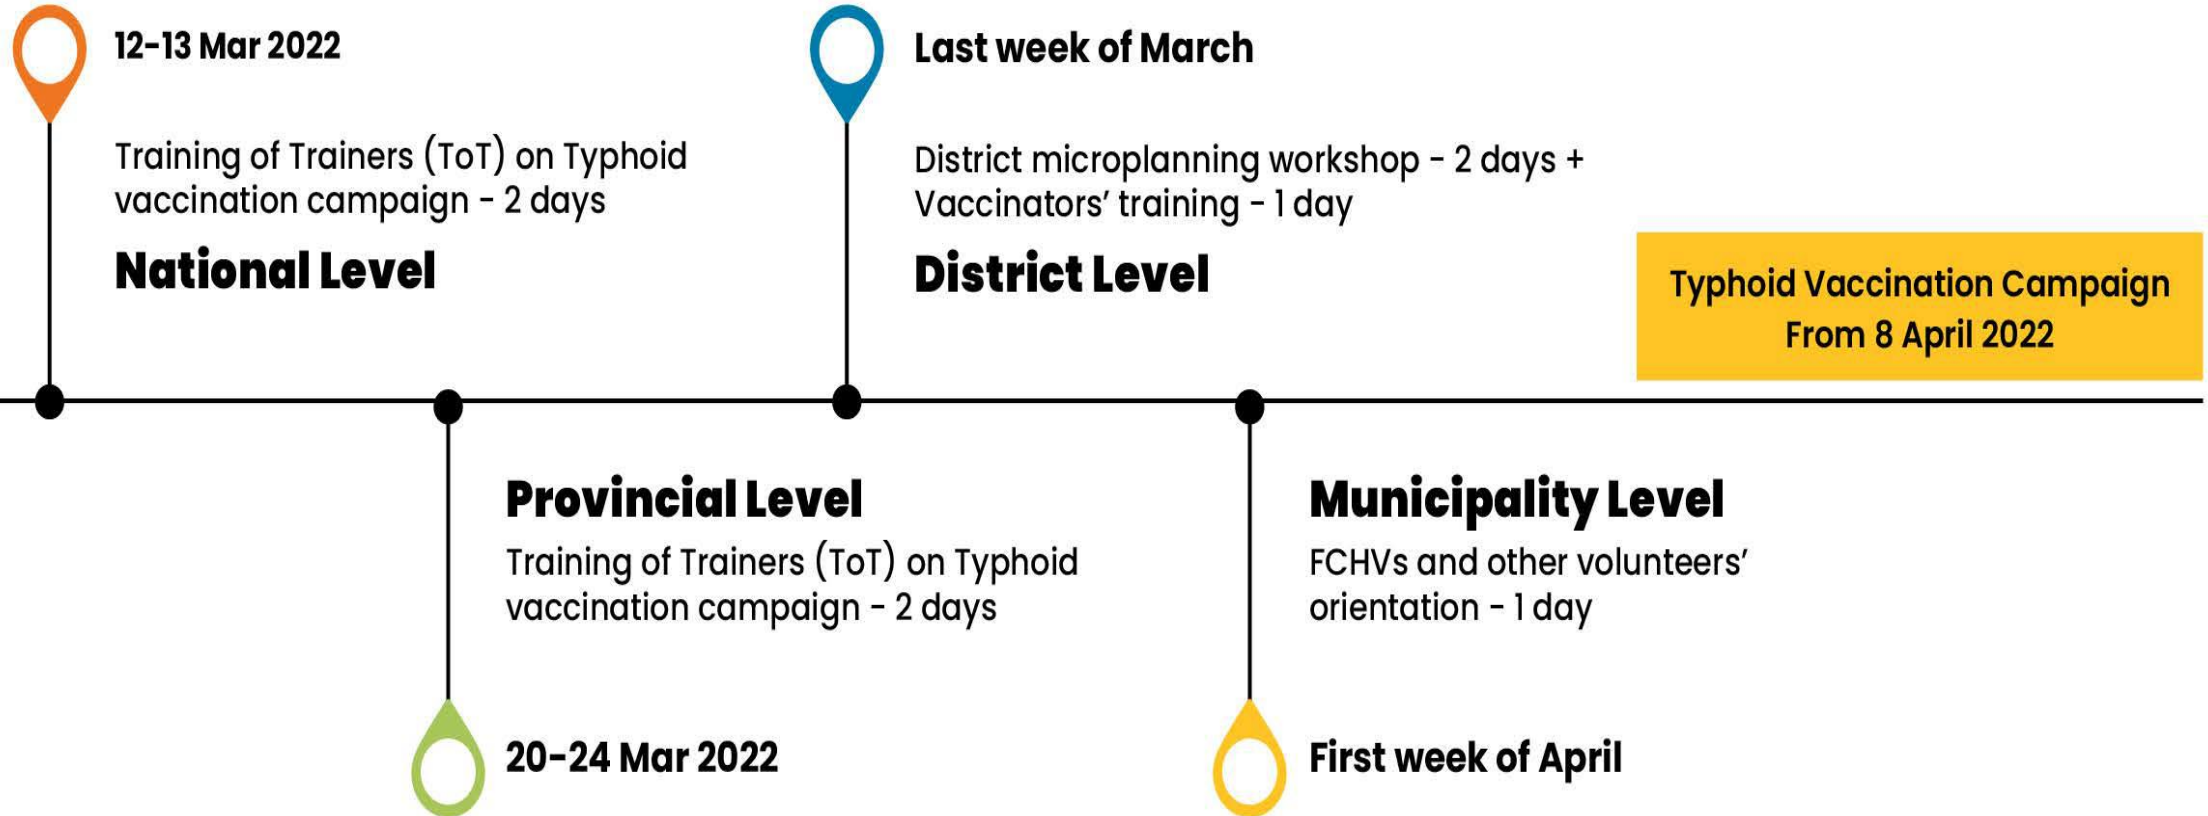 12-13 Mar 2022
Training of Trainers (ToT) on Typhoid
vaccination campaign - 2 days
National Level
Provincial Level
Training of Trainers (ToT) on Typhoid
vaccination campaign - 2 days
20-24 Mar 2022
Last week of March
District microplanning workshop - 2 days +
Vaccinators’ training - 1 day
District Level
Municipality Level
FCHVs and other volunteers’
orientation - 1 day
First week of April
Typhoid Vaccination Campaign
From 8 April 2022